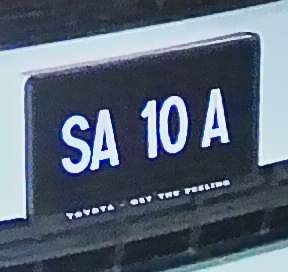 SA 10 A
TOYOTA - GET THE FEELING